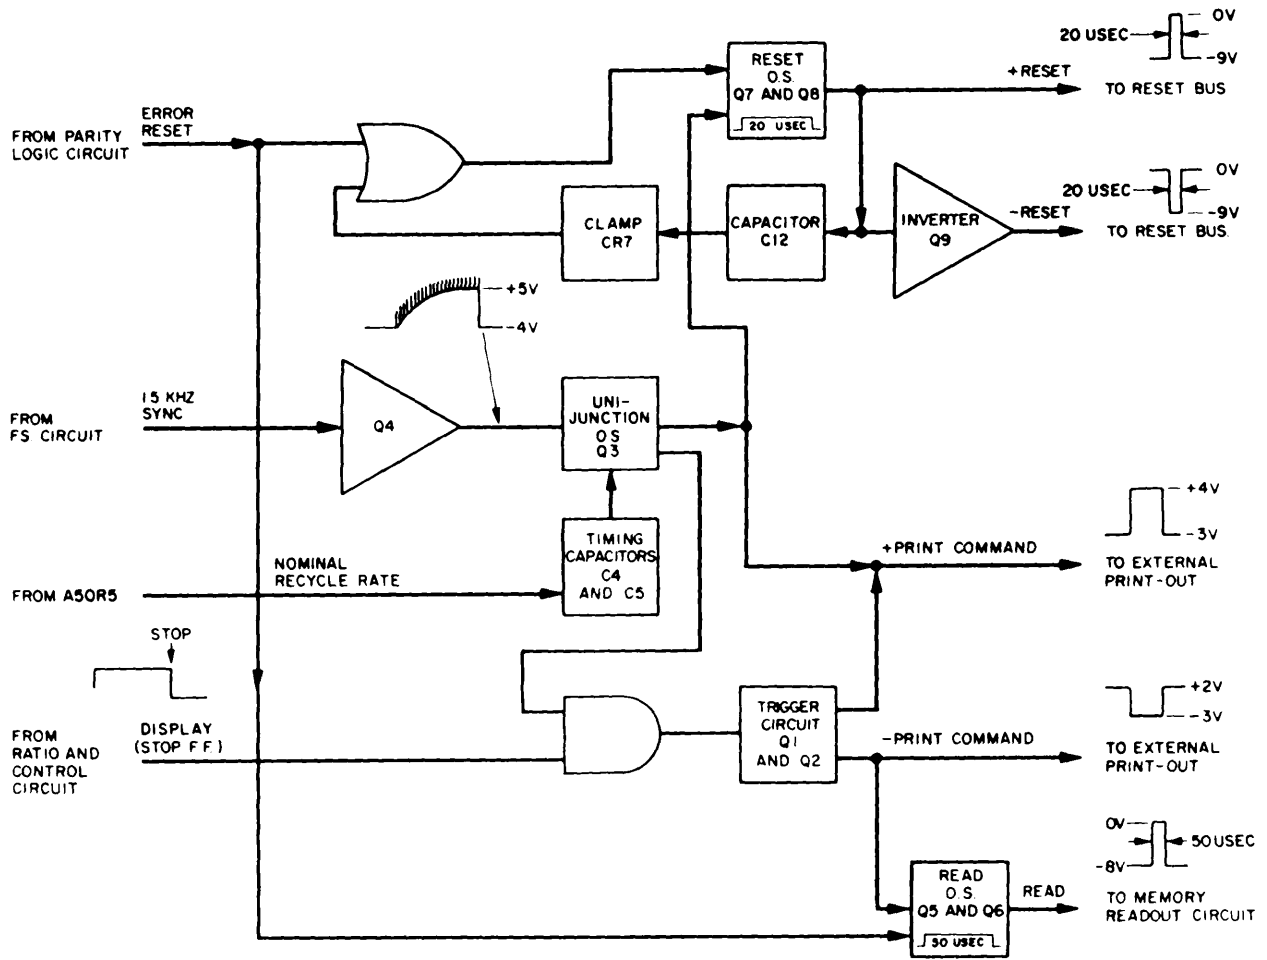 0V
20 USEC
-9V
RESET
O.S.
Q7 AND Q8
20 USEC
+RESET
TO RESET BUS
ERROR
RESET
FROM PARITY
LOGIC CIRCUIT
0V
20 USEC
-9V
CLAMP
CR7
CAPACITOR
C12
INVERTER
Q9
-RESET
TO RESET BUS.
+5V
-4V
15 KHZ
SYNC
FROM
FS CIRCUIT
Q4
UNI-
JUNCTION
OS
Q3
+4V
-3V
TIMING
CAPACITORS
C4
AND C5
NOMINAL
RECYCLE RATE
FROM A50R5
+PRINT COMMAND
TO EXTERNAL
PRINT-OUT
STOP
+2V
-3V
DISPLAY
(STOP F.F.)
FROM
RATIO AND
CONTROL
CIRCUIT
TRIGGER
CIRCUIT
Q1
AND Q2
-PRINT COMMAND
TO EXTERNAL
PRINT-OUT
0V
50 USEC
-8V
READ
O.S.
Q5 AND Q6
50 USEC
READ
TO MEMORY
READOUT CIRCUIT